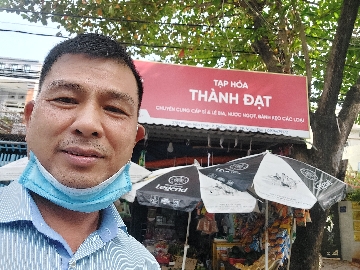 TẠP HÓA
THÀNH ĐẠT
CHUYÊN CUNG CẤP SỈ & LẺ BIA, NƯỚC NGỌT, BÁNH KẸO CÁC LOẠI
Legend